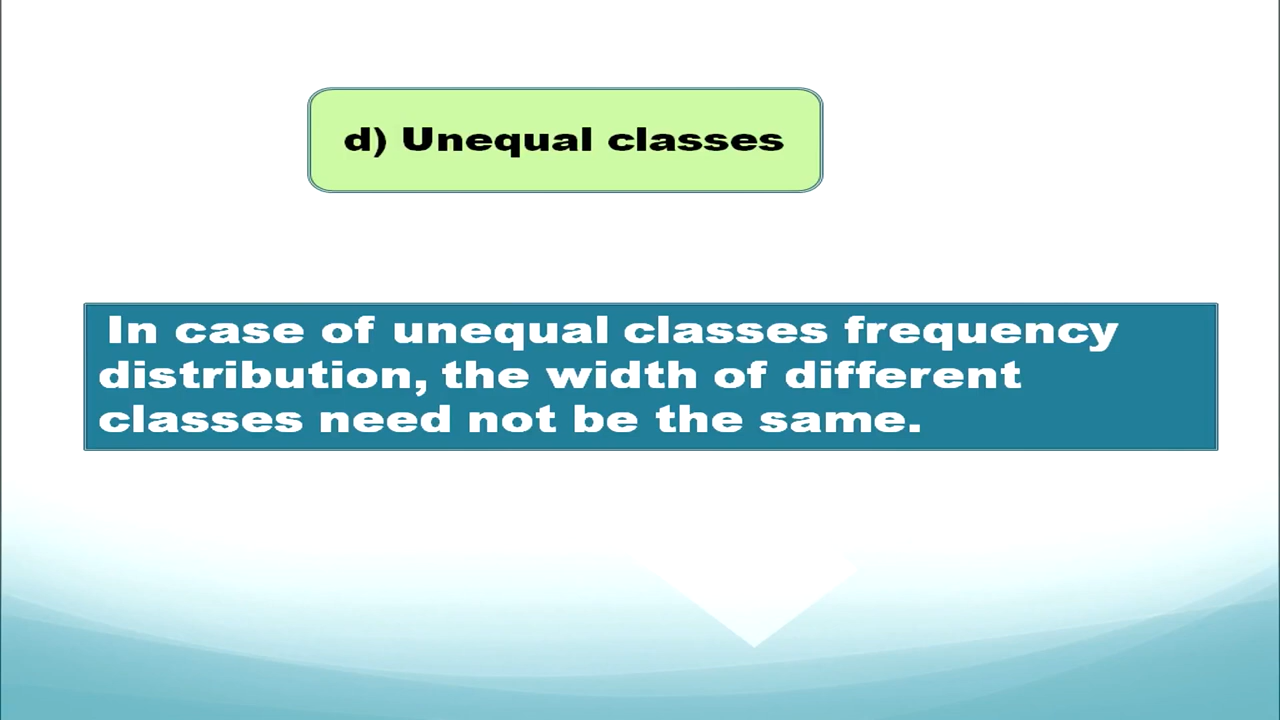 d) Unequal classes
In case of unequal classes frequency
distribution, the width of different
classes need not be the same.